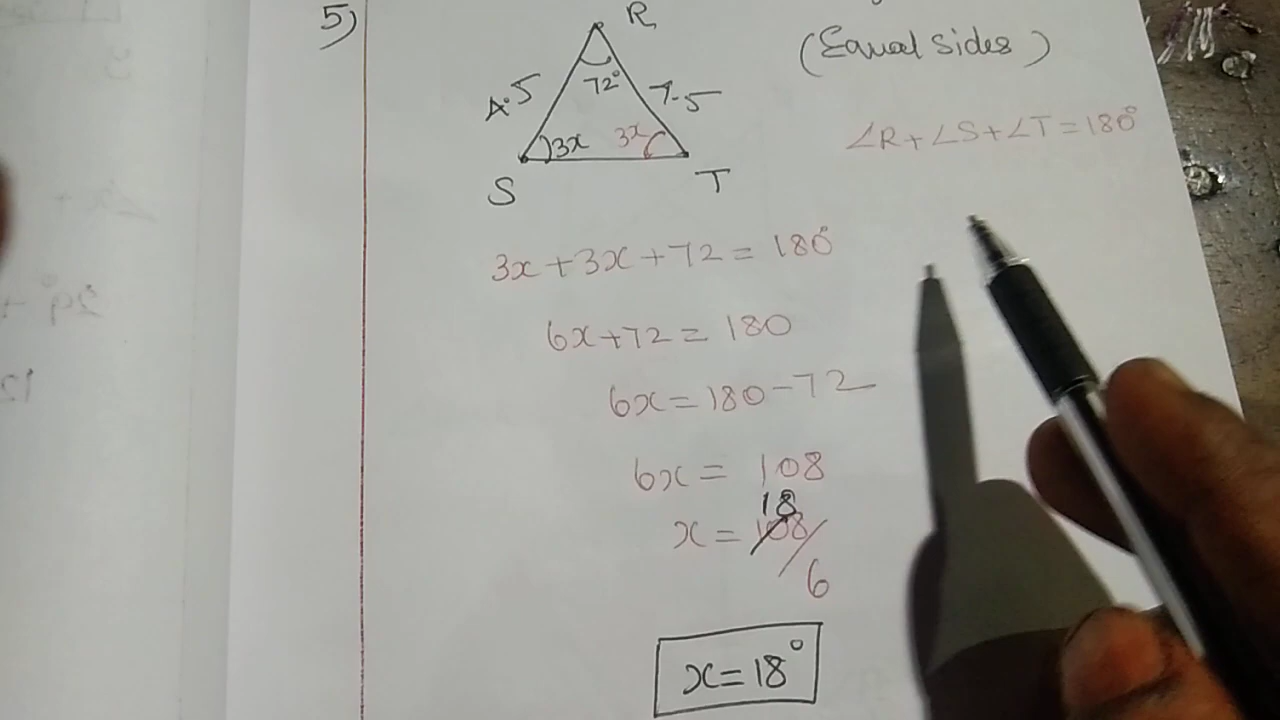 5)
R
4.5
72°
7.5
3x
3x
S
T
(Equal Sides)
∠R+∠S+∠T=180°
3x+3x+72=180°
6x+72=180
6x=180-72
6x=108
18
x=108/6
x=18°